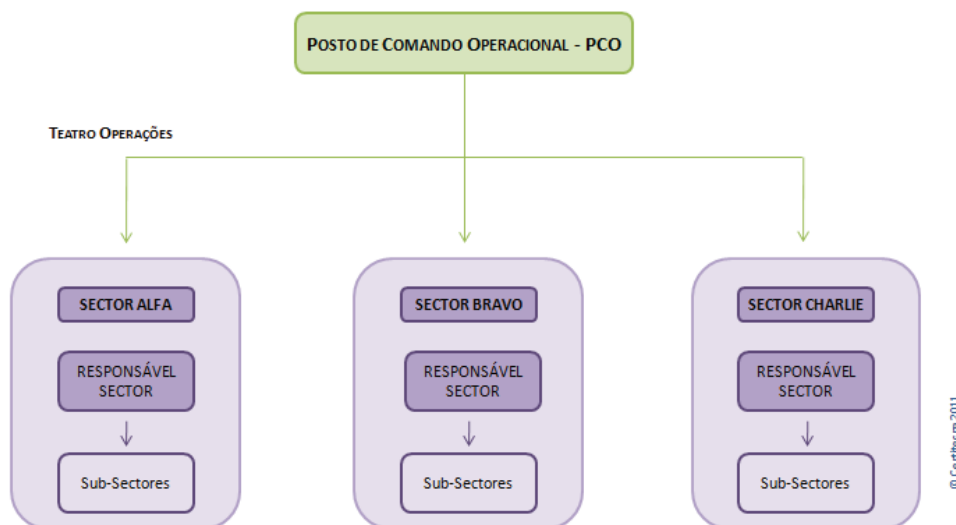 POSTO DE COMANDO OPERACIONAL - PCO
TEATRO OPERAÇÕES
SECTOR ALFA
RESPONSÁVEL
SECTOR
Sub-Sectores
SECTOR BRAVO
RESPONSÁVEL
SECTOR
Sub-Sectores
SECTOR CHARLIE
RESPONSÁVEL
SECTOR
Sub-Sectores
2011